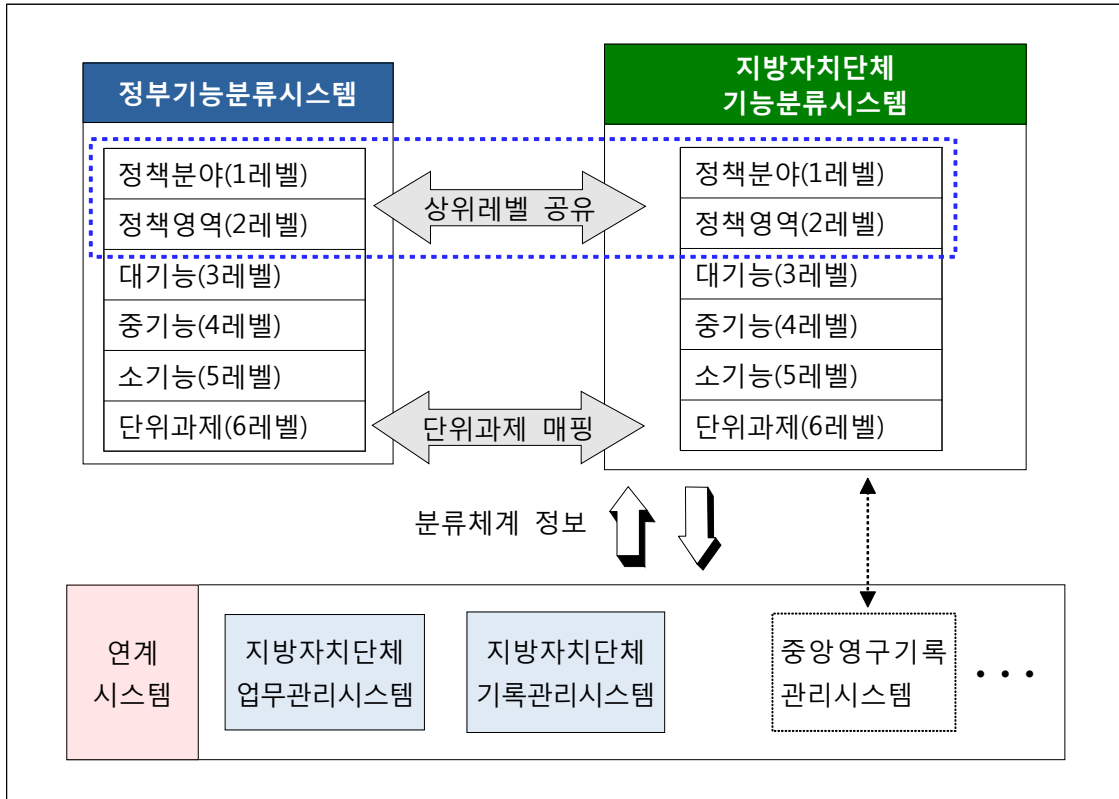 정부기능분류시스템
지방자치단체
기능분류시스템
정책분야(1레벨)
정책영역(2레벨)
대기능(3레벨)
중기능(4레벨)
소기능(5레벨)
단위과제(6레벨)
상위레벨 공유
단위과제 매핑
정책분야(1레벨)
정책영역(2레벨)
대기능(3레벨)
중기능(4레벨)
소기능(5레벨)
단위과제(6레벨)
분류체계 정보
연계
시스템
지방자치단체
업무관리시스템
지방자치단체
기록관리시스템
중앙영구기록
관리시스템
• • •